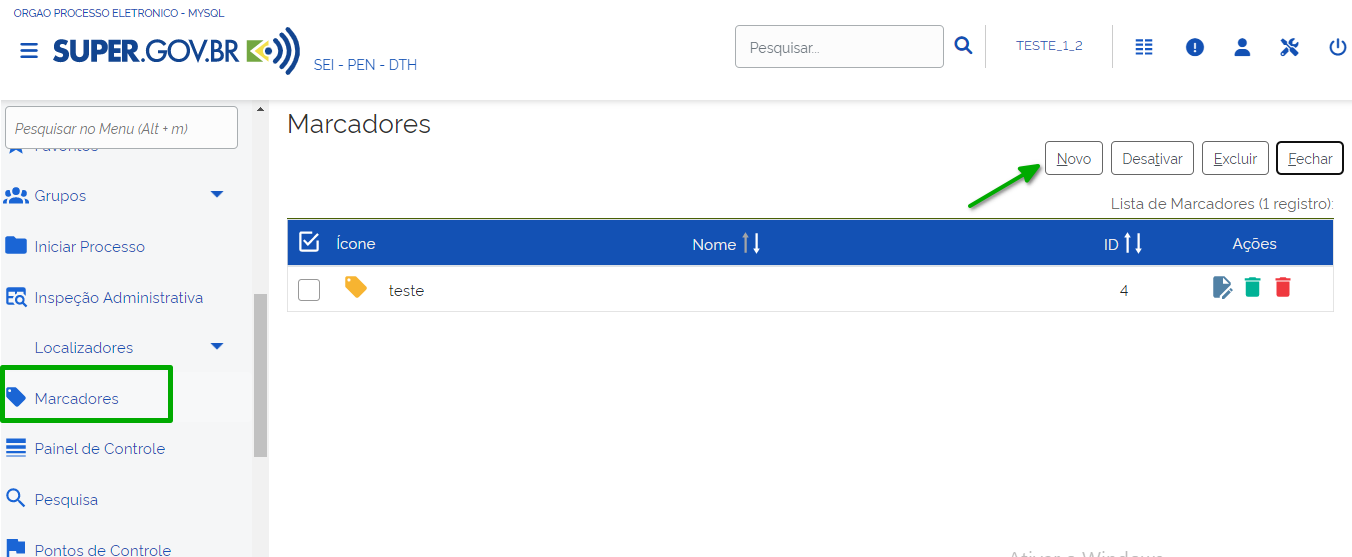 ORGAO PROCESSO ELETRONICO - MYSQL
SUPER.GOV.BR
SEI - PEN - DTH
Pesquisar...
TESTE_1_2
Pesquisar no Menu (Alt + m)
Favoritos
Grupos
Iniciar Processo
Inspeção Administrativa
Localizadores
Marcadores
Painel de Controle
Pesquisa
Pontos de Controle
Marcadores
Novo Desativar Excluir Fechar
Lista de Marcadores (1 registro):
Ícone Nome ID Ações
teste 4
Ativar o Windows